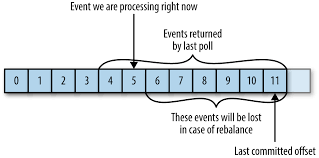 Event we are processing right now
Events returned
by last poll
0 1 2 3 4 5 6 7 8 9 10 11
These events will be lost
in case of rebalance
Last committed offset